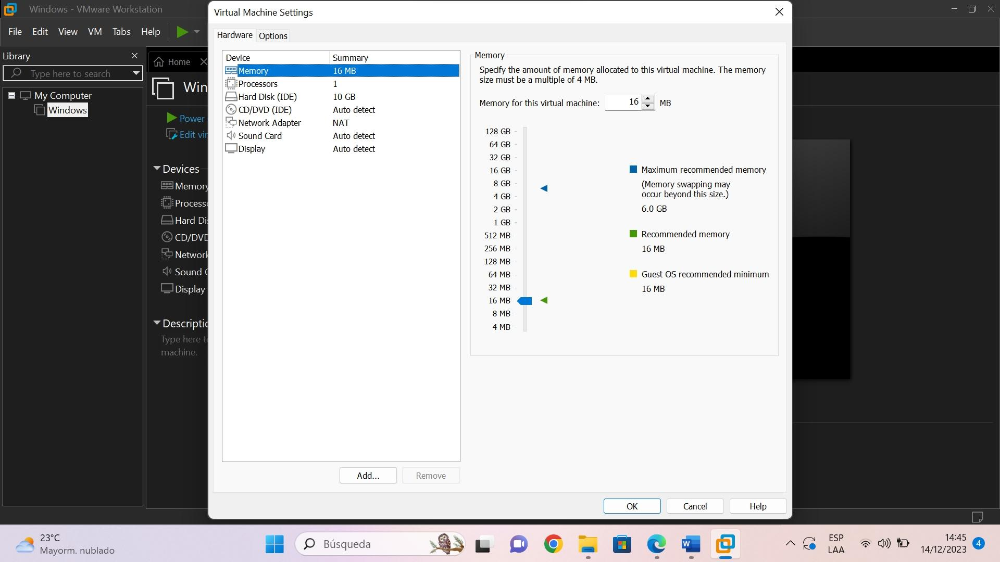 Windows - VMware Workstation
File Edit View VM Tabs Help
Library
Type here to search
My Computer
Windows
Home
Win
Power
Edit vir
Devices
Memory
Process
Hard Di
CD/DVD
Network
Sound C
Display
Descriptio
Type here t
machine.
Virtual Machine Settings
Hardware Options
Device Summary
Memory 16 MB
Processors 1
Hard Disk (IDE) 10 GB
CD/DVD (IDE) Auto detect
Network Adapter NAT
Sound Card Auto detect
Display Auto detect
Add... Remove
Memory
Specify the amount of memory allocated to this virtual machine. The memory
size must be a multiple of 4 MB.
Memory for this virtual machine: 16 MB
128 GB
64 GB
32 GB
16 GB
8 GB
4 GB
2 GB
1 GB
512 MB
256 MB
128 MB
64 MB
32 MB
16 MB
8 MB
4 MB
Maximum recommended memory
(Memory swapping may
occur beyond this size.)
6.0 GB
Recommended memory
16 MB
Guest OS recommended minimum
16 MB
OK Cancel Help
23°C
Mayorm. nublado
Búsqueda
W
ESP
LAA
14:45
14/12/2023
4